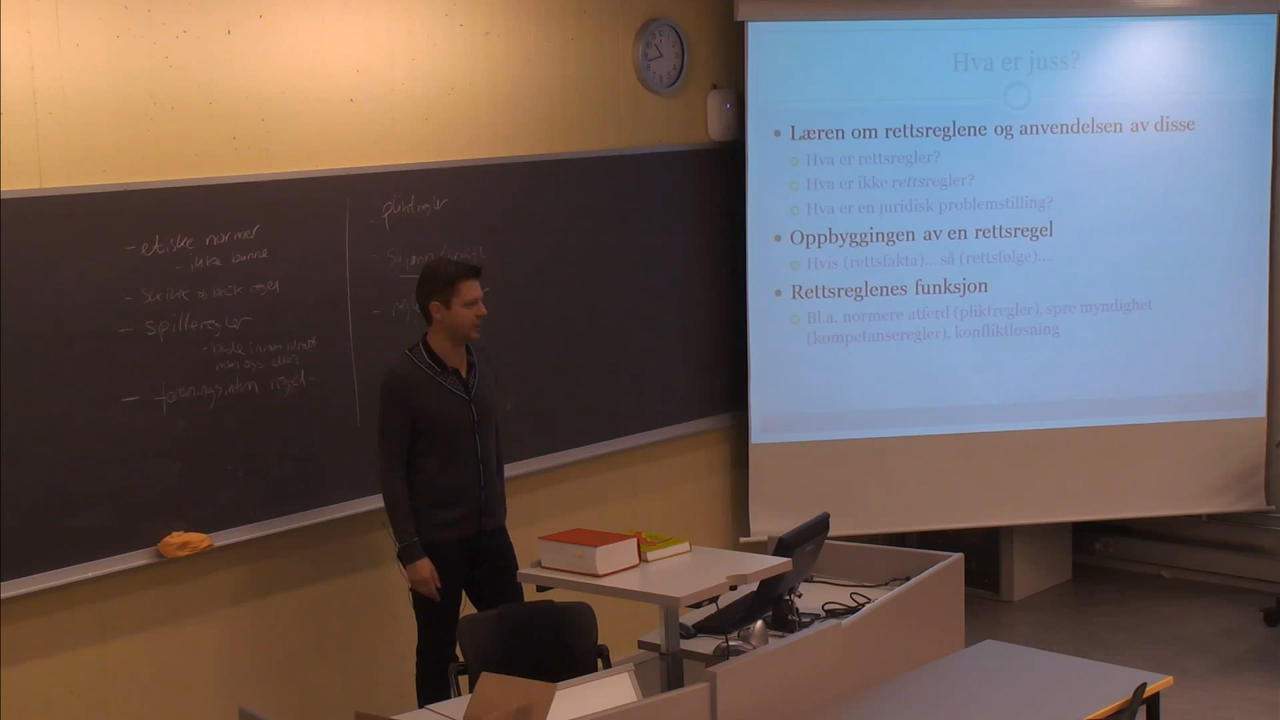 - etiske normer
- ikke bunne
- spilleregler
pliktregler
Hva er juss?
• Læren om rettsreglene og anvendelsen av disse
Hva er rettsregler?
Hva er ikke rettsregler?
Hva er en juridisk problemstilling?
• Oppbyggingen av en rettsregel
Hvis (rettsfakta)... så (rettsfølge)....
• Rettsreglenes funksjon
Bl.a. normere atferd (pliktregler), spre myndighet
(kompetanseregler), konfliktløsning